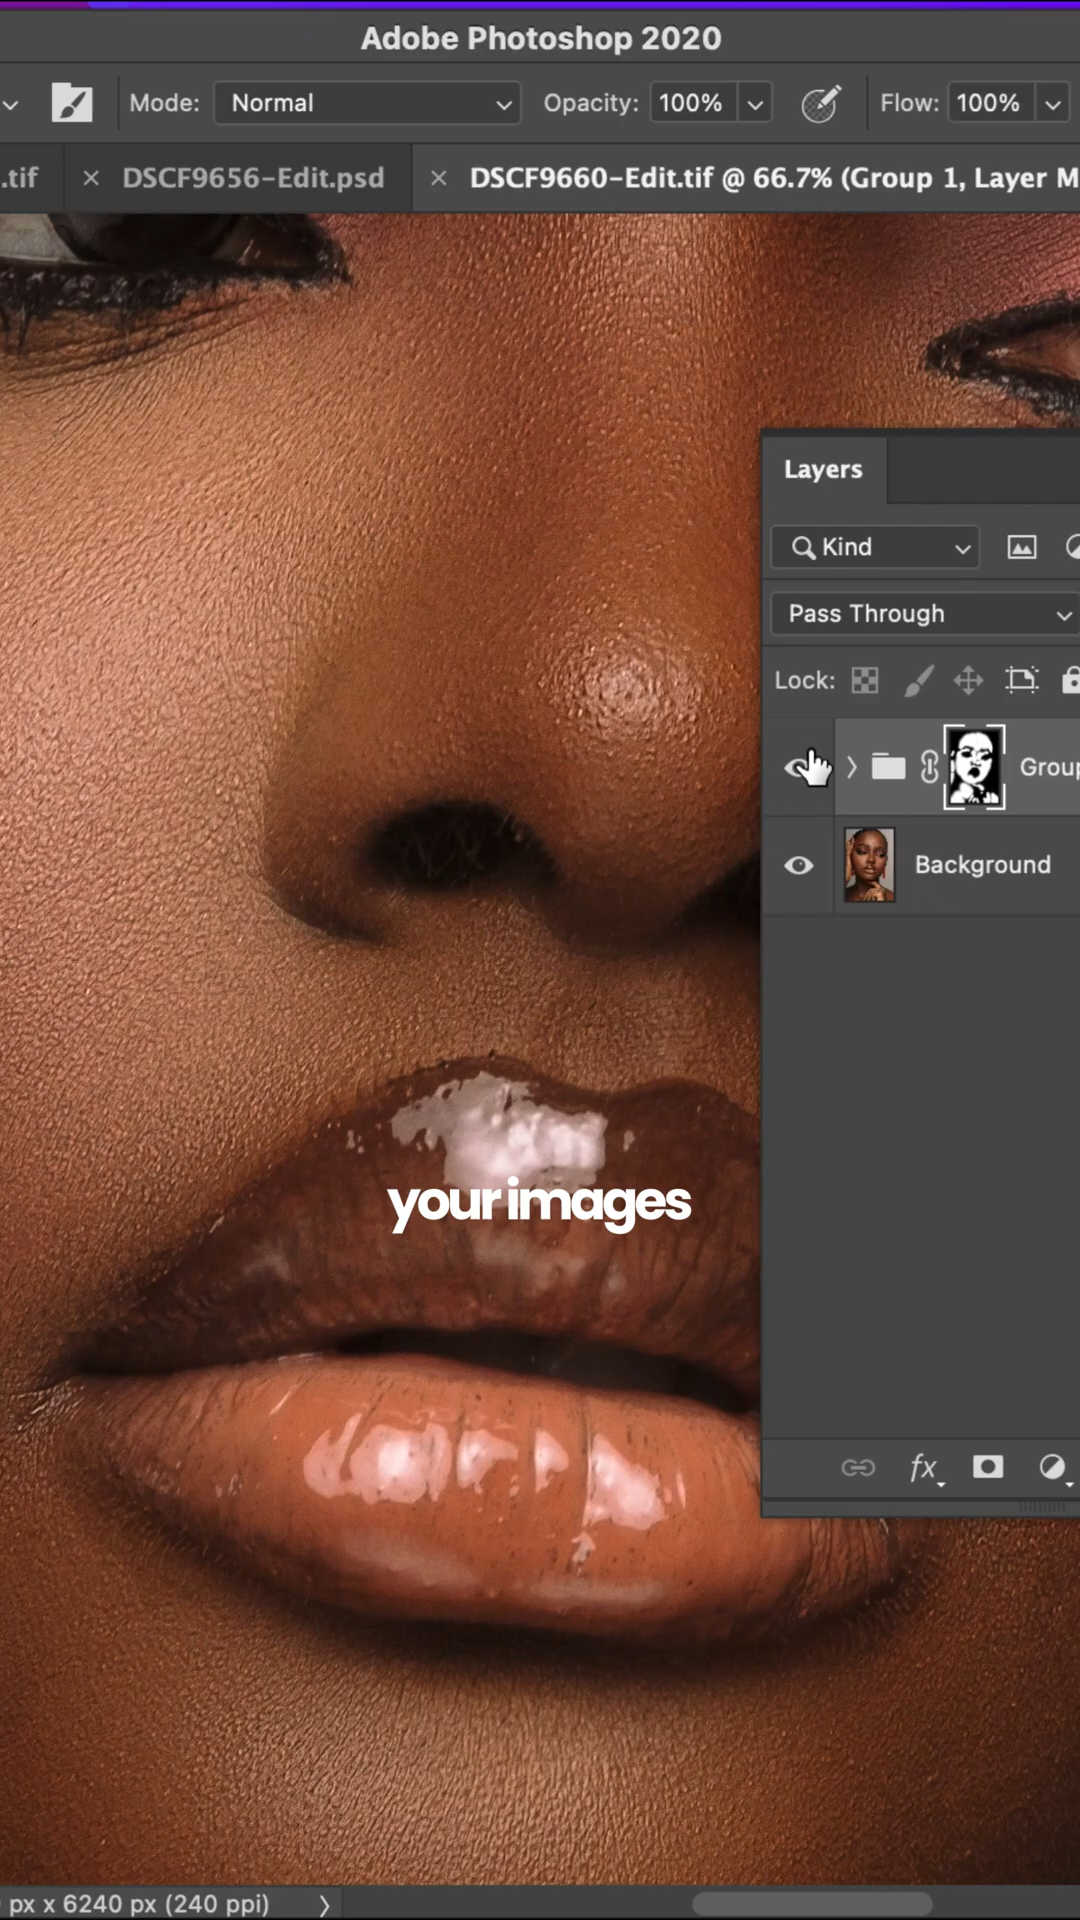 Adobe Photoshop 2020
Mode: Normal Opacity: 100% Flow: 100%
.tif × DSCF9656-Edit.psd × DSCF9660-Edit.tif @ 66.7% (Group 1, Layer M
Layers
Kind
Pass Through
Lock:
Group
Background
your images
fx
px x 6240 px (240 ppi)